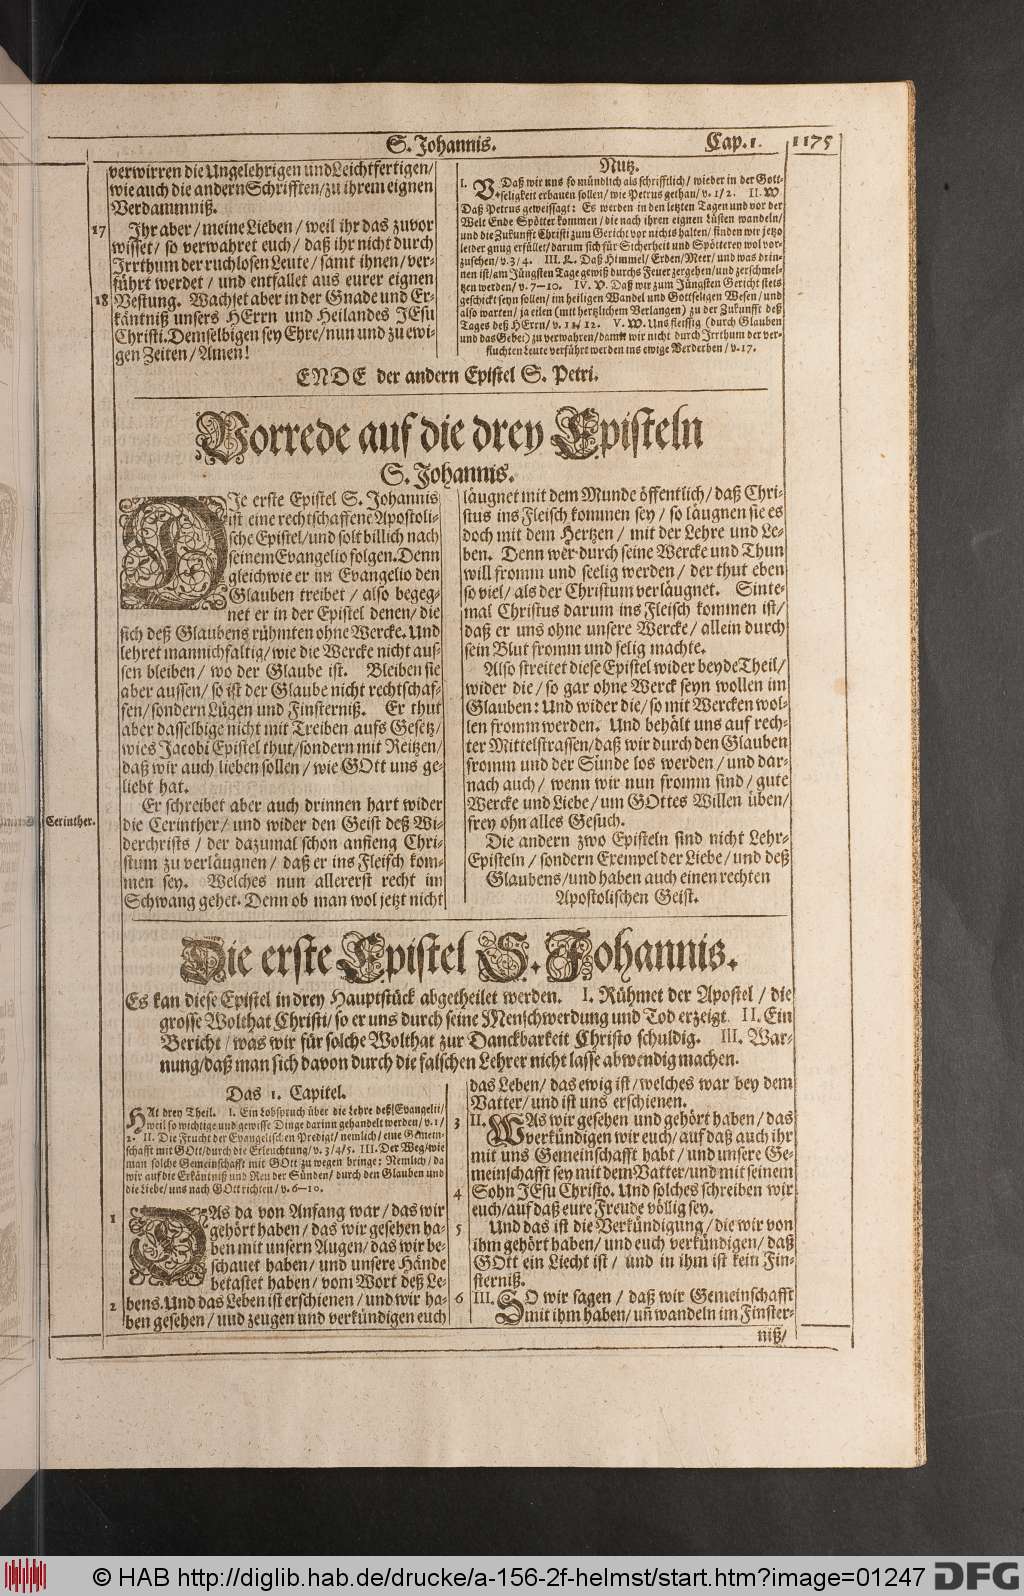 S. Johannis. Cap. 1. 1175
verwirren die Ungelehrigen und Leichtfertigen/
wie auch die andern Schrifften/ zu ihrem eignen
Verdammniß.
17 Ihr aber/ meine Lieben/ weil ihr das zuvor
wisset/ so verwahret euch/ daß ihr nicht durch
Irrthum der ruchlosen Leute/ samt ihnen/ ver-
führt werdet/ und entfallet aus eurer eignen
18 Vestung. Wachset aber in der Gnade und Er-
käntniß unsers HErrn und Heilandes JEsu
Christi. Demselbigen sey Ehre/ nun und zu ewi-
gen Zeiten/ Amen!
Nutz.
I. V. Daß wir uns so mündlich als schrifftlich/ wieder in der Gott-
seligkeit erbauen sollen/ wie Petrus gethan/ v. 1/ 2. II. W
Daß Petrus geweissagt: Es werden in den letzten Tagen und vor der
Welt Ende Spötter kommen/ die nach ihren eignen Lüsten wandeln/
und die Zukunfft Christi zum Gericht vor nichts halten/ finden wir jetzo
leider gnug erfüllet/ darum sich für Sicherheit und Spötterey wol vor-
zusehen/ v. 3/ 4. III. L. Daß Himmel/ Erden/ Meer/ und was drin-
nen ist/ am Jüngsten Tage gewiß durchs Feuer zergehen/ und zerschmel-
tzen werden/ v. 7–10. IV. V. Daß wir zum Jüngsten Gericht stets
geschickt seyn sollen/ im heiligen Wandel und Gottseligen Wesen/ und
also warten/ ja eilen (mit hertzlichem Verlangen) zu der Zukunfft deß
Tages deß HErrn/ v. 11/ 12. V. W. Uns fleissig (durch Glauben
und das Gebet) zu verwahren/ damit wir nicht durch Irrthum der ver-
fluchten Leute verführt werden ins ewige Verderben/ v. 17.
ENDE der andern Epistel S. Petri.
Vorrede auf die drey Episteln
S. Johannis.
DIe erste Epistel S. Johannis
ist eine rechtschaffene Apostoli-
sche Epistel/ und solt billich nach
seinem Evangelio folgen. Denn
gleich wie er im Evangelio den
Glauben treibet/ also begeg-
net er in der Epistel denen/ die
sich deß Glaubens rühmten ohne Wercke. Und
lehret mannichfaltig/ wie die Wercke nicht aus-
sen bleiben/ wo der Glaube ist. Bleiben sie
aber aussen/ so ist der Glaube nicht rechtschaf-
fen/ sondern Lügen und Finsterniß. Er thut
aber dasselbige nicht mit Treiben aufs Gesetz/
wies Jacobi Epistel thut/ sondern mit Reitzen/
daß wir auch lieben sollen/ wie GOtt uns ge-
liebt hat.
Er schreibet aber auch drinnen hart wider
Cerinther.
die Cerinther/ und wider den Geist deß Wi-
derchrists/ der dazumal schon anfieng Chri-
stum zu verläugnen/ daß er ins Fleisch kom-
men sey. Welches nun allererst recht im
Schwang gehet. Denn ob man wol jetzt nicht
läugnet mit dem Munde öffentlich/ daß Chri-
stus ins Fleisch kommen sey/ so läugnen sie es
doch mit dem Hertzen/ mit der Lehre und Le-
ben. Denn wer durch seine Wercke und Thun
will fromm und seelig werden/ der thut eben
so viel/ als der Christum verläugnet. Sinte-
mal Christus darum ins Fleisch kommen ist/
daß er uns ohne unsere Wercke/ allein durch
sein Blut fromm und selig machte.
Also streitet diese Epistel wider beyde Theil/
wider die/ so gar ohne Werck seyn wollen im
Glauben: Und wider die/ so mit Wercken wol-
len fromm werden. Und behält uns auf rech-
ter Mittelstrassen/ daß wir durch den Glauben
fromm und der Sünde los werden/ und dar-
nach auch/ wenn wir nun fromm sind/ gute
Wercke und Liebe/ um GOttes Willen üben/
frey ohn alles Gesuch.
Die andern zwo Episteln sind nicht Lehr-
Episteln/ sondern Exempel der Liebe/ und deß
Glaubens/ und haben auch einen rechten
Apostolischen Geist.
Die erste Epistel S. Johannis.
Es kan diese Epistel in drey Hauptstück abgetheilet werden. I. Rühmet der Apostel/ die
grosse Wolthat Christi/ so er uns durch seine Menschwerdung und Tod erzeigt. II. Ein
Bericht/ was wir für solche Wolthat zur Danckbarkeit Christo schuldig. III. War-
nung/ daß man sich davon durch die falschen Lehrer nicht lasse abwendig machen.
Das 1. Capitel.
HAt drey Theil. I. Ein Lobspruch über die Lehre deß Evangelii/
weil so wichtige und gewisse Dinge darinn gehandelt werden/ v. 1/
2. II. Die Frucht der Evangelischen Predigt/ nemlich/ eine Gemein-
schafft mit GOtt/ durch die Erleuchtung/ v. 3/ 4/ 5. III. Der Weg/ wie
man solche Gemeinschafft mit GOtt zu wegen bringe: Nemlich/ da
wir auf die Erkäntniß und Reu der Sünden/ durch den Glauben und
die Liebe/ uns nach GOtt richten/ v. 6–10.
1 DAs da von Anfang war/ das wir
gehört haben/ das wir gesehen ha-
ben mit unsern Augen/ das wir be-
schauet haben/ und unsere Hände
betastet haben/ vom Wort deß Le-
2 bens. Und das Leben ist erschienen/ und wir ha-
ben gesehen/ und zeugen und verkündigen euch
das Leben/ das ewig ist/ welches war bey dem
Vatter/ und ist uns erschienen.
3 II. WAs wir gesehen und gehört haben/ das
verkündigen wir euch/ auf daß auch ihr
mit uns Gemeinschafft habt/ und unsere Ge-
meinschafft sey mit dem Vatter/ und mit seinem
4 Sohn JEsu Christo. Und solches schreiben wir
euch/ auf daß eure Freude völlig sey.
5 Und das ist die Verkündigung/ die wir von
ihm gehört haben/ und euch verkündigen/ daß
GOtt ein Liecht ist/ und in ihm ist kein Fin-
sterniß.
6 III. SO wir sagen/ daß wir Gemeinschafft
mit ihm haben/ uñ wandeln im Finster-
niß/
© HAB http://diglib.hab.de/drucke/a-156-2f-helmst/start.htm?image=01247 DFG